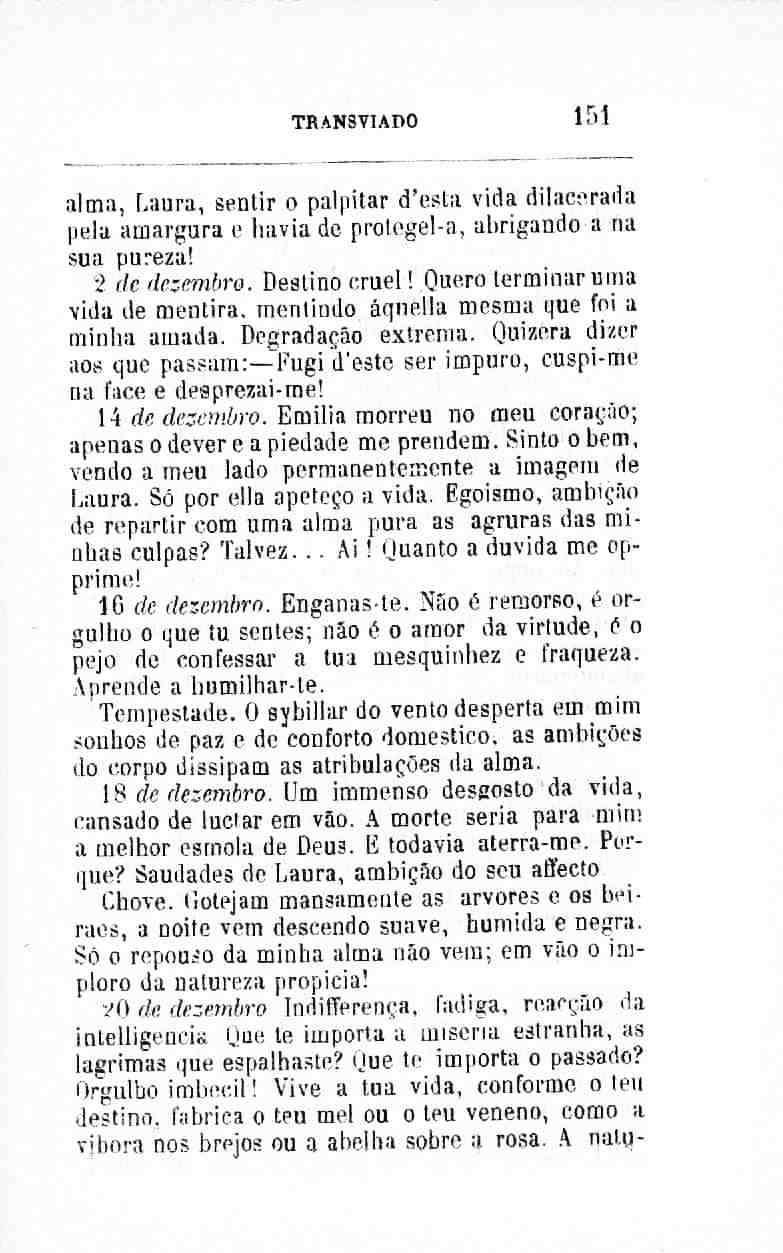 TRANSVIADO 151
alma, Laura, sentir o palpitar d'esta vida dilacerada
pela amargura e havia de protegel-a, abrigando-a na
sua pureza!
2 de dezembro. Destino cruel! Quero terminar uma
vida de mentira, mentindo áquella mesma que foi a
minha amada. Degradação extrema. Quizera dizer
aos que passam:—Fugi d'este ser impuro, cuspi-me
na face e desprezai-me!
14 de dezembro. Emilia morreu no meu coração;
apenas o dever e a piedade me prendem. Sinto o bem,
vendo a meu lado permanentemente a imagem de
Laura. Só por ella apeteço a vida. Egoismo, ambição
de repartir com uma alma pura as agruras das mi-
nhas culpas? Talvez... Ai! Quanto a duvida me op-
prime!
16 de dezembro. Enganas-te. Não é remorso, é or-
gulho o que tu sentes; não é o amor da virtude, é o
pejo de confessar a tua mesquinhez e fraqueza.
Aprende a humilhar-te.
Tempestade. O sybillar do vento desperta em mim
sonhos de paz e de conforto domestico, as ambições
do corpo dissipam as atribulações da alma.
18 de dezembro. Um immenso desgosto da vida,
cansado de luctar em vão. A morte seria para mim
a melhor esmola de Deus. E todavia aterra-me. Por-
que? Saudades de Laura, ambição do seu affecto
Chove. Gotejam mansamente as arvores e os bei-
raes, a noite vem descendo suave, humida e negra.
Só o repouso da minha alma não vem; em vão o im-
ploro da natureza propicia!
20 de dezembro Indifferença, fadiga, reacção da
intelligencia Que te importa a miseria estranha, as
lagrimas que espalhaste? Que te importa o passado?
Orgulho imbecil! Vive a tua vida, conforme o teu
destino, fabrica o teu mel ou o teu veneno, como a
vibora nos brejos ou a abelha sobre a rosa. A natu-